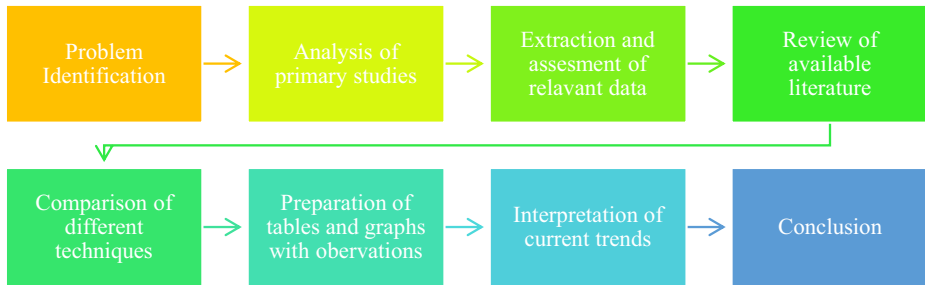 Problem
Identification
Analysis of
primary studies
Extraction and
assesment of
relavant data
Review of
available
literature
Comparison of
different
techniques
Preparation of
tables and graphs
with obervations
Interpretation of
current trends
Conclusion